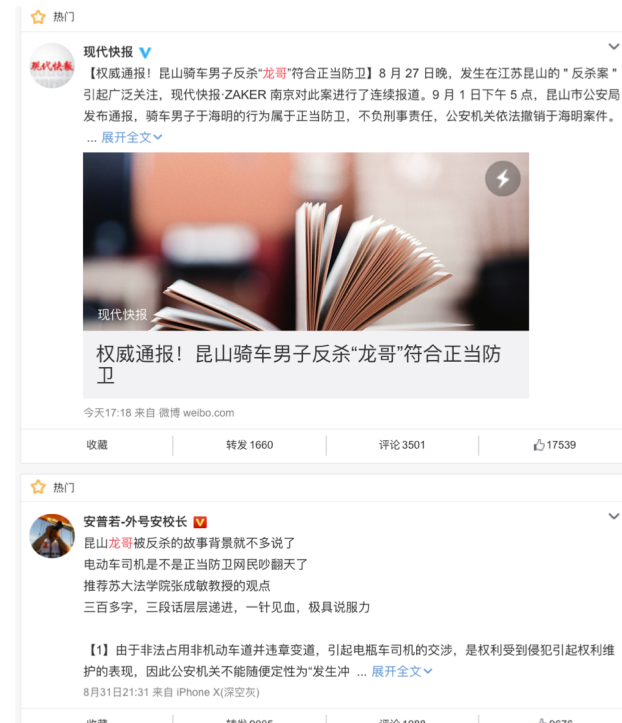 热门
现代快报
现代快报
【权威通报！昆山骑车男子反杀“龙哥”符合正当防卫】8 月 27 日晚，发生在江苏昆山的 " 反杀案 "
引起广泛关注，现代快报·ZAKER 南京对此案进行了连续报道。9 月 1 日下午 5 点，昆山市公安局
发布通报，骑车男子于海明的行为属于正当防卫，不负刑事责任，公安机关依法撤销于海明案件。
... 展开全文
现代快报
权威通报！昆山骑车男子反杀“龙哥”符合正当防
卫
今天17:18 来自 微博 weibo.com
收藏 转发 1660 评论 3501 17539
热门
安普若-外号安校长
昆山龙哥被反杀的故事背景就不多说了
电动车司机是不是正当防卫网民吵翻天了
推荐苏大法学院张成敏教授的观点
三百多字，三段话层层递进，一针见血，极具说服力
【1】由于非法占用非机动车道并违章变道，引起电瓶车司机的交涉，是权利受到侵犯引起权利维
护的表现，因此公安机关不能随便定性为“发生冲 ... 展开全文
8月31日21:31 来自 iPhone X(深空灰)